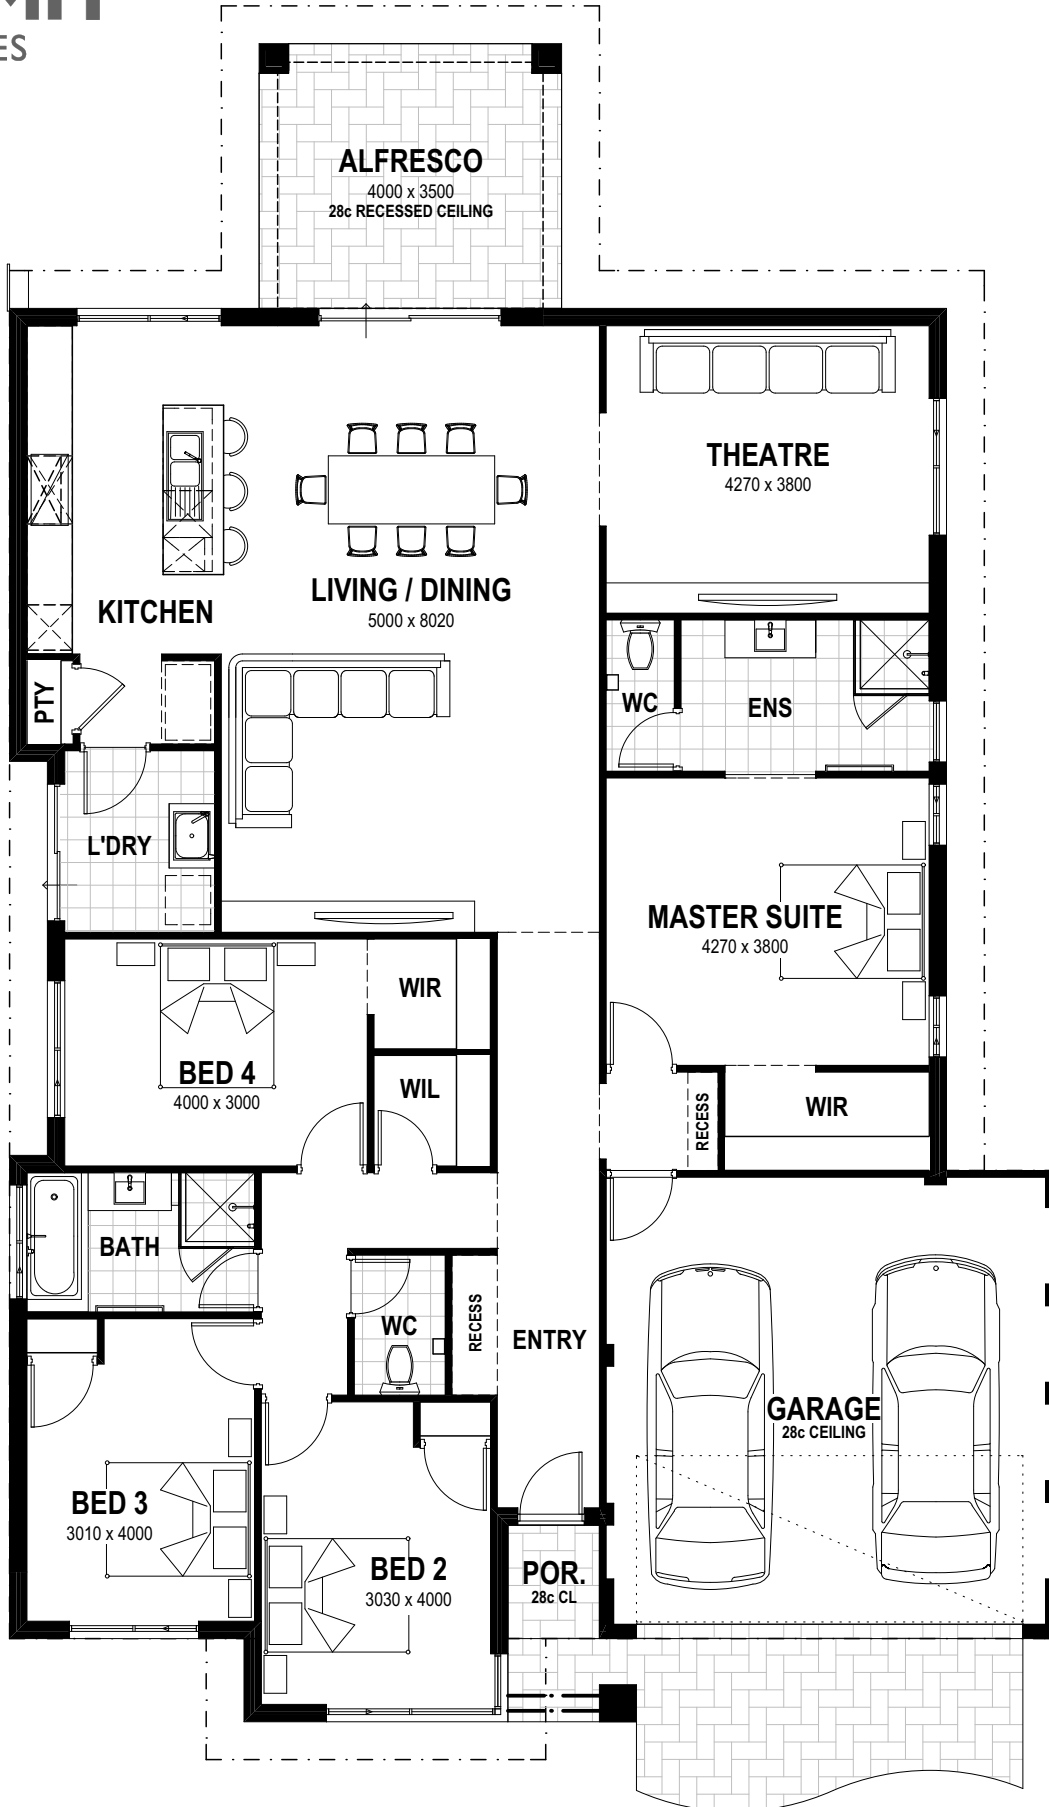 ES
ALFRESCO
4000 x 3500
28c RECESSED CEILING
THEATRE
4270 x 3800
KITCHEN
LIVING / DINING
5000 x 8020
PTY
WC
ENS
L'DRY
MASTER SUITE
4270 x 3800
WIR
BED 4
4000 x 3000
WIL
RECESS
WIR
BATH
WC
RECESS
ENTRY
GARAGE
28c CEILING
BED 3
3010 x 4000
BED 2
3030 x 4000
POR.
28c CL